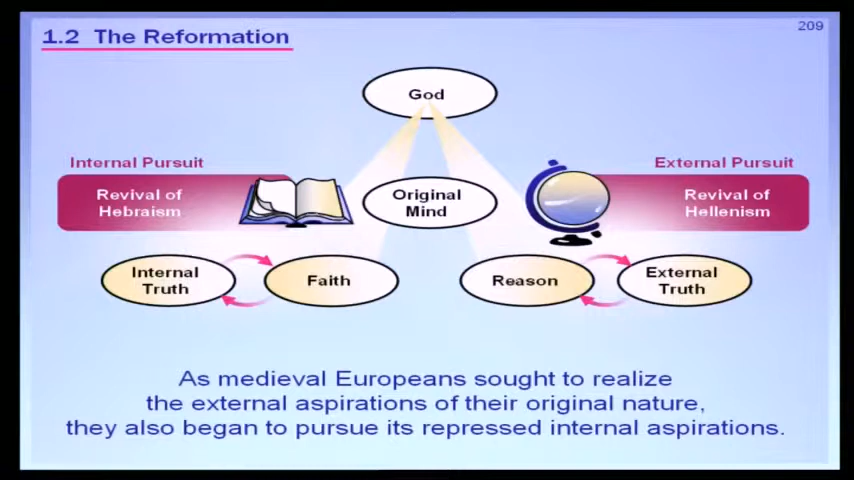 209
1.2 The Reformation
God
Internal Pursuit
External Pursuit
Revival of
Hebraism
Original
Mind
Revival of
Hellenism
Internal
Truth
Faith
Reason
External
Truth
As medieval Europeans sought to realize
the external aspirations of their original nature,
they also began to pursue its repressed internal aspirations.